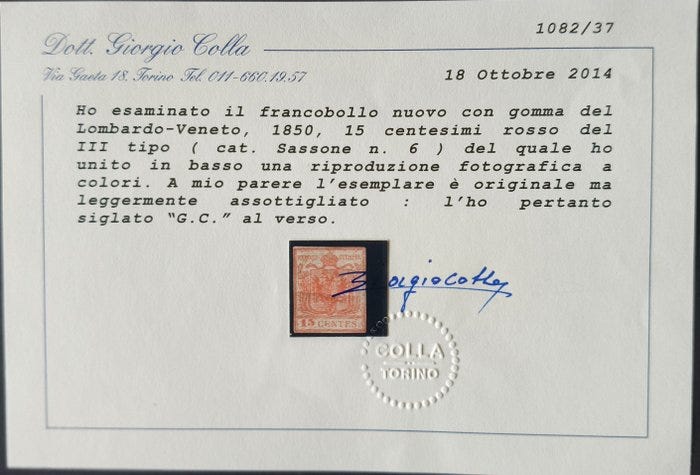 1082/37
Dott. Giorgio Colla
Via Gaeta 18, Torino Tel. 011-660.19.57
18 Ottobre 2014
Ho esaminato il francobollo nuovo con gomma del
Lombardo-Veneto, 1850, 15 centesimi rosso del
III tipo ( cat. Sassone n. 6 ) del quale ho
unito in basso una riproduzione fotografica a
colori. A mio parere l'esemplare è originale ma
leggermente assottigliato : l'ho pertanto
siglato "G.C." al verso.
15 CENTES
GiorgioColla
COLLA
TORINO